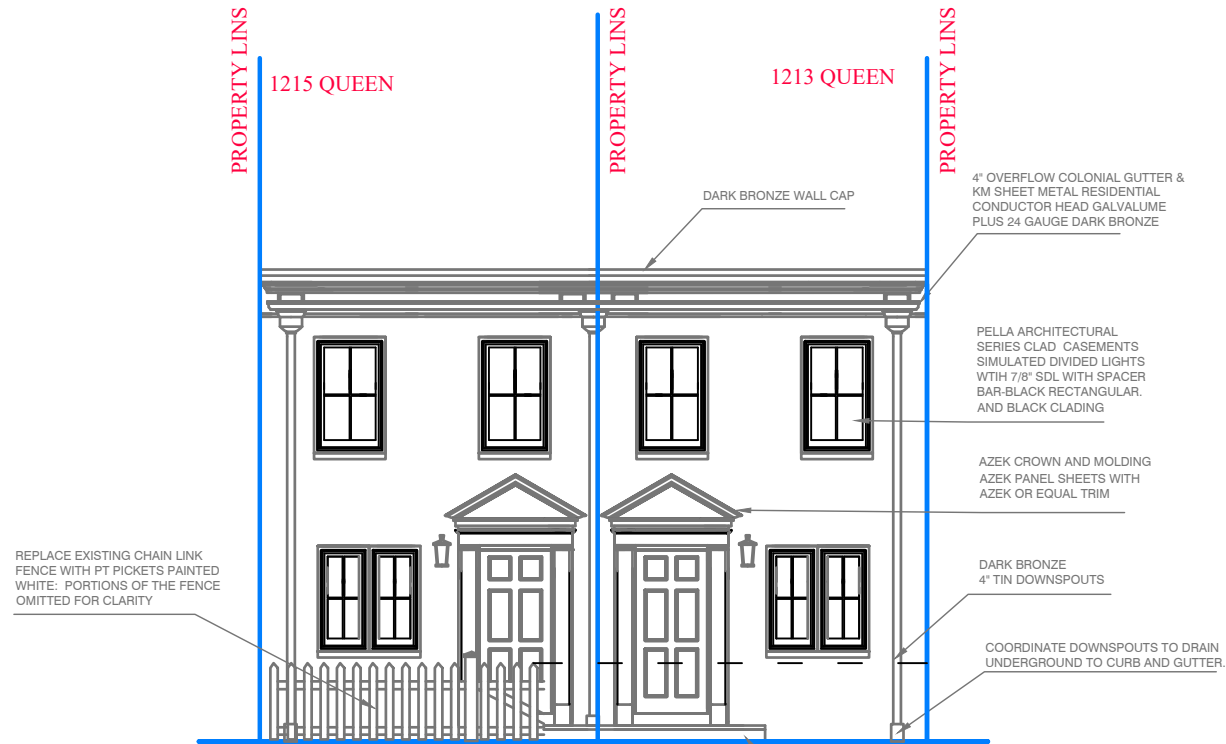 PROPERTY LINS
1215 QUEEN
PROPERTY LINS
1213 QUEEN
PROPERTY LINS
DARK BRONZE WALL CAP
4" OVERFLOW COLONIAL GUTTER &
KM SHEET METAL RESIDENTIAL
CONDUCTOR HEAD GALVALUME
PLUS 24 GAUGE DARK BRONZE
PELLA ARCHITECTURAL
SERIES CLAD CASEMENTS
SIMULATED DIVIDED LIGHTS
WTIH 7/8" SDL WITH SPACER
BAR-BLACK RECTANGULAR.
AND BLACK CLADING
AZEK CROWN AND MOLDING
AZEK PANEL SHEETS WITH
AZEK OR EQUAL TRIM
REPLACE EXISTING CHAIN LINK
FENCE WITH PT PICKETS PAINTED
WHITE: PORTIONS OF THE FENCE
OMITTED FOR CLARITY
DARK BRONZE
4" TIN DOWNSPOUTS
COORDINATE DOWNSPOUTS TO DRAIN
UNDERGROUND TO CURB AND GUTTER.